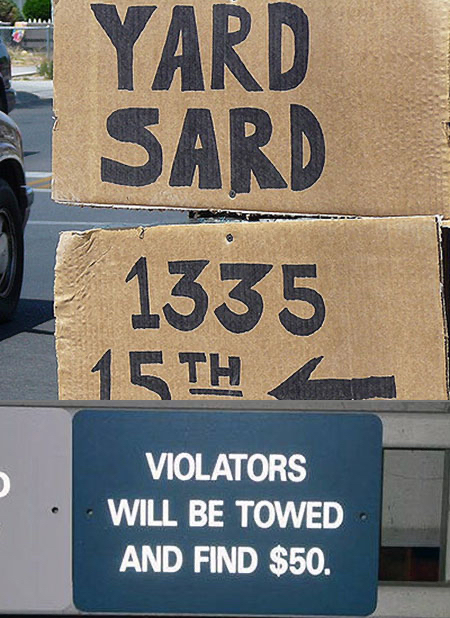 YARD
SARD
1335
15TH
VIOLATORS
WILL BE TOWED
AND FIND $50.